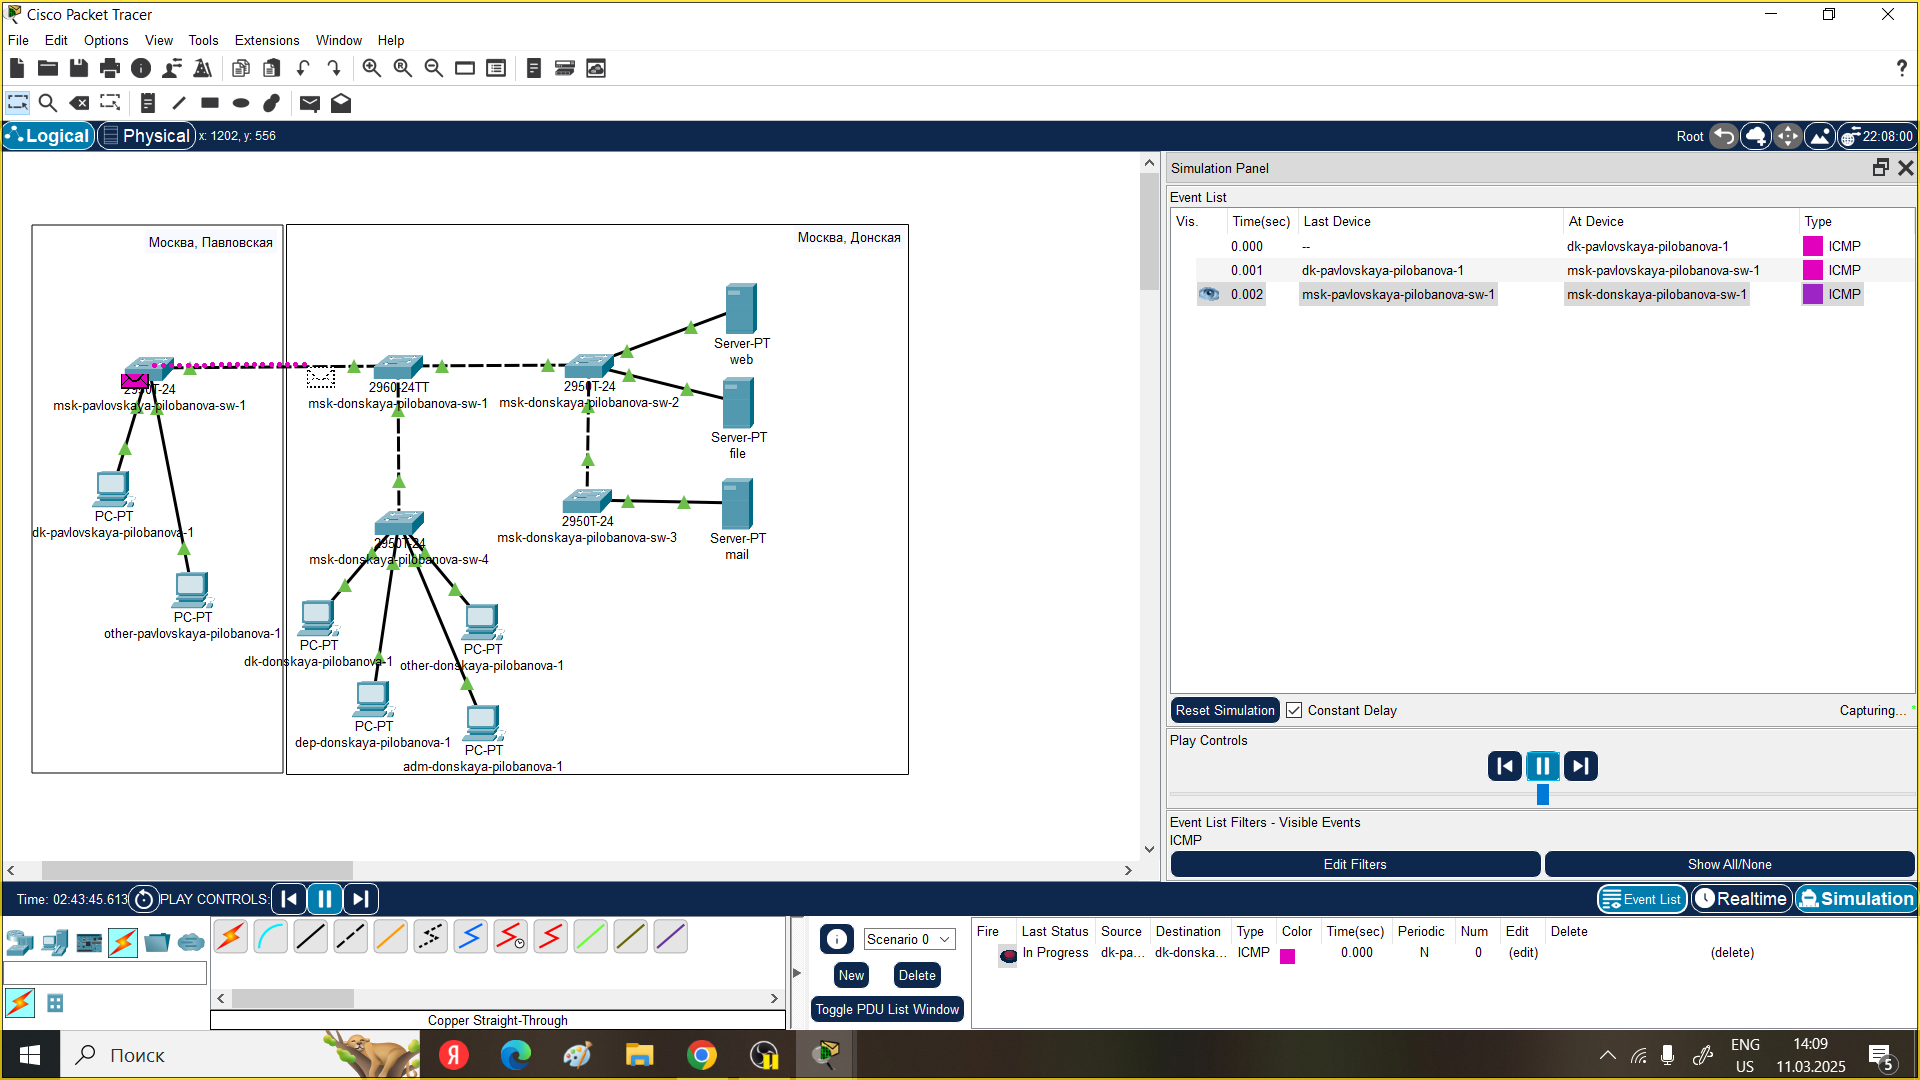 Cisco Packet Tracer
File Edit Options View Tools Extensions Window Help
?
Logical Physical x: 1202, y: 556 Root 22:08:00
Simulation Panel
Event List
Vis. Time(sec) Last Device At Device Type
0.000 -- dk-pavlovskaya-pilobanova-1 ICMP
0.001 dk-pavlovskaya-pilobanova-1 msk-pavlovskaya-pilobanova-sw-1 ICMP
0.002 msk-pavlovskaya-pilobanova-sw-1 msk-donskaya-pilobanova-sw-1 ICMP
Москва, Павловская
Москва, Донская
Server-PT
web
2950T-24
msk-pavlovskaya-pilobanova-sw-1
2960-24TT
msk-donskaya-pilobanova-sw-1
2950T-24
msk-donskaya-pilobanova-sw-2
Server-PT
file
PC-PT
dk-pavlovskaya-pilobanova-1
2950T-24
msk-donskaya-pilobanova-sw-3
Server-PT
mail
2950T-24
msk-donskaya-pilobanova-sw-4
PC-PT
other-pavlovskaya-pilobanova-1
PC-PT
dk-donskaya-pilobanova-1
PC-PT
other-donskaya-pilobanova-1
PC-PT
dep-donskaya-pilobanova-1
PC-PT
adm-donskaya-pilobanova-1
Reset Simulation Constant Delay Capturing...
Play Controls
Event List Filters - Visible Events
ICMP
Edit Filters Show All/None
Time: 02:43:45.613 PLAY CONTROLS: Event List Realtime Simulation
Scenario 0
New Delete
Toggle PDU List Window
Fire Last Status Source Destination Type Color Time(sec) Periodic Num Edit Delete
In Progress dk-pa... dk-donska... ICMP 0.000 N 0 (edit) (delete)
Copper Straight-Through
Поиск
Я
ENG
US
14:09
11.03.2025
5